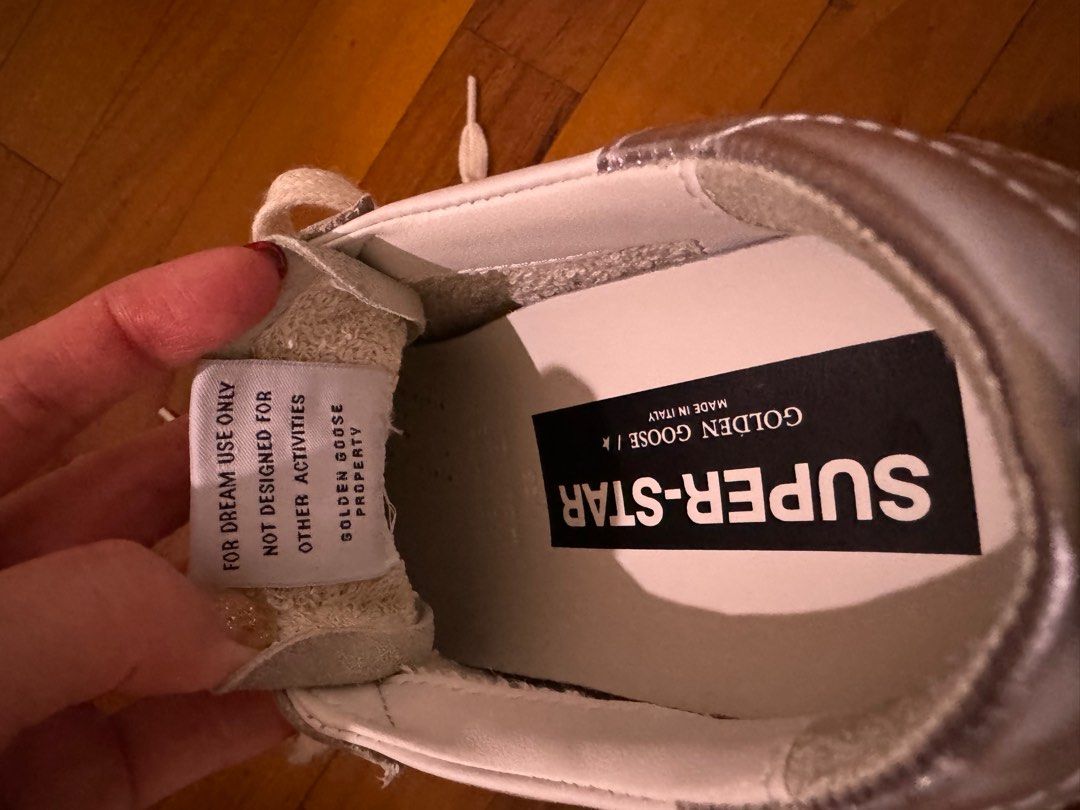 FOR DREAM USE ONLY
NOT DESIGNED FOR
OTHER ACTIVITIES
GOLDEN GOOSE
PROPERTY
SUPER-STAR
GOLDEN GOOSE /★
MADE IN ITALY